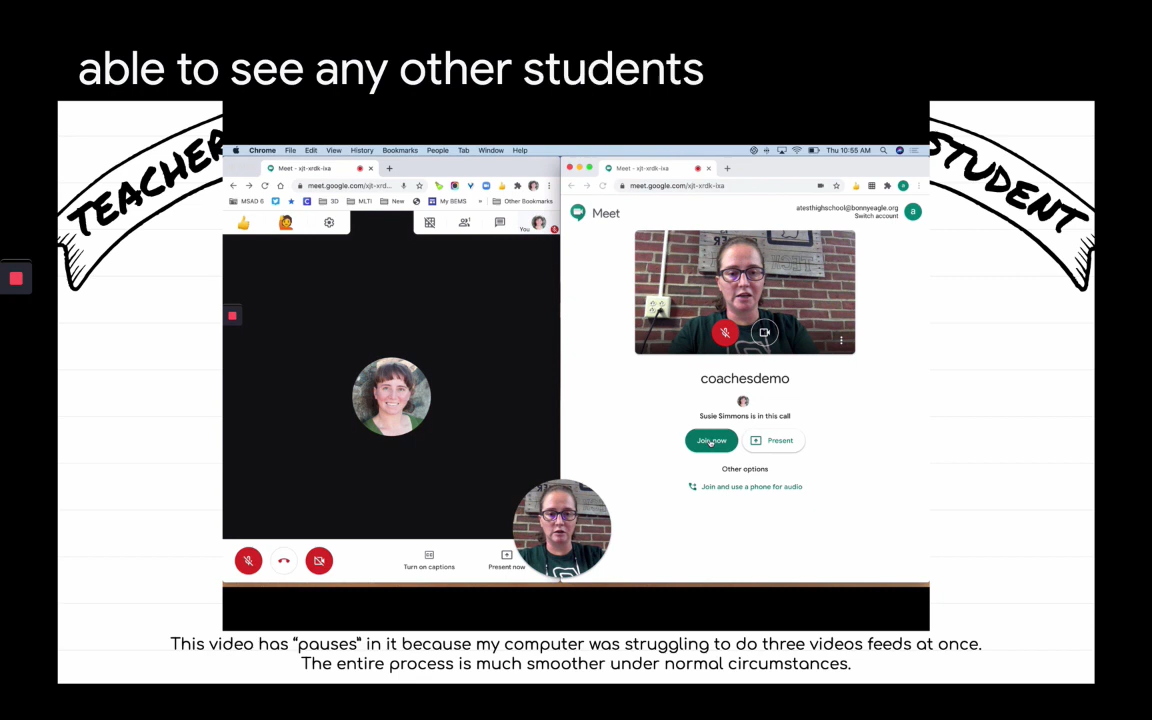 able to see any other students
TEACHER
STUDENT
Chrome File Edit View History Bookmarks People Tab Window Help
Thu 10:55 AM
Meet - xjt-xrdk-ixa
Meet - xjt-xrdk-ixa
meet.google.com/xjt-xrd...
meet.google.com/xjt-xrdk-ixa
MSAD 6 3D MLTI New My BEMS » Other Bookmarks
You
Meet
atesthighschool@bonnyeagle.org
Switch account
a
coachesdemo
Susie Simmons is in this call
Join now
Present
Other options
Join and use a phone for audio
Turn on captions
Present now
This video has “pauses” in it because my computer was struggling to do three videos feeds at once.
The entire process is much smoother under normal circumstances.